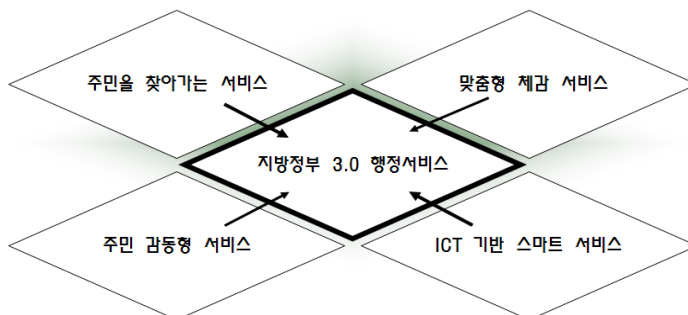 주민을 찾아가는 서비스
맞춤형 체감 서비스
지방정부 3.0 행정서비스
주민 감동형 서비스
ICT 기반 스마트 서비스